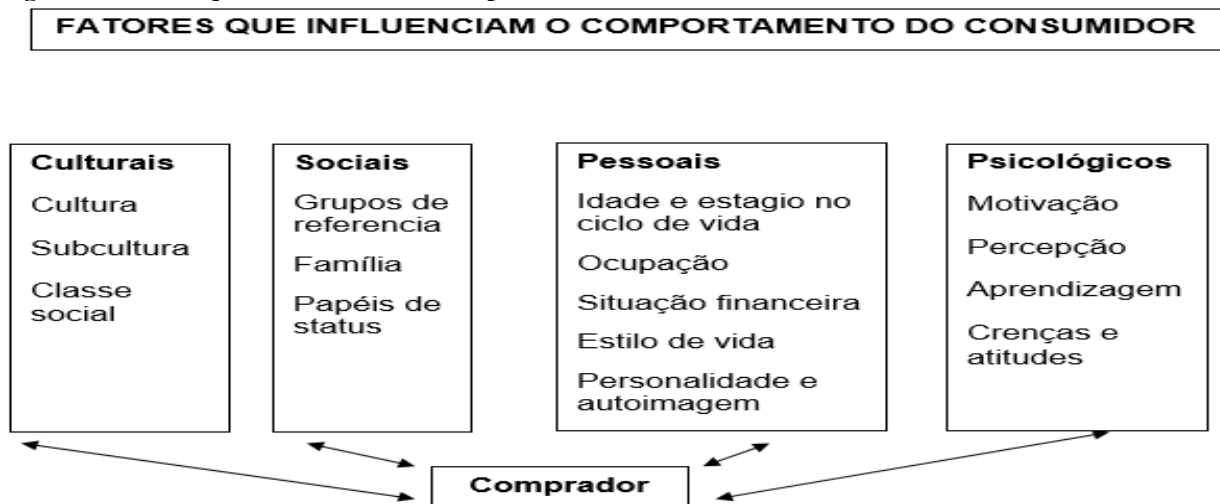 FATORES QUE INFLUENCIAM O COMPORTAMENTO DO CONSUMIDOR
Culturais
Cultura
Subcultura
Classe
social
Sociais
Grupos de
referencia
Família
Papéis de
status
Pessoais
Idade e estagio no
ciclo de vida
Ocupação
Situação financeira
Estilo de vida
Personalidade e
autoimagem
Psicológicos
Motivação
Percepção
Aprendizagem
Crenças e
atitudes
Comprador